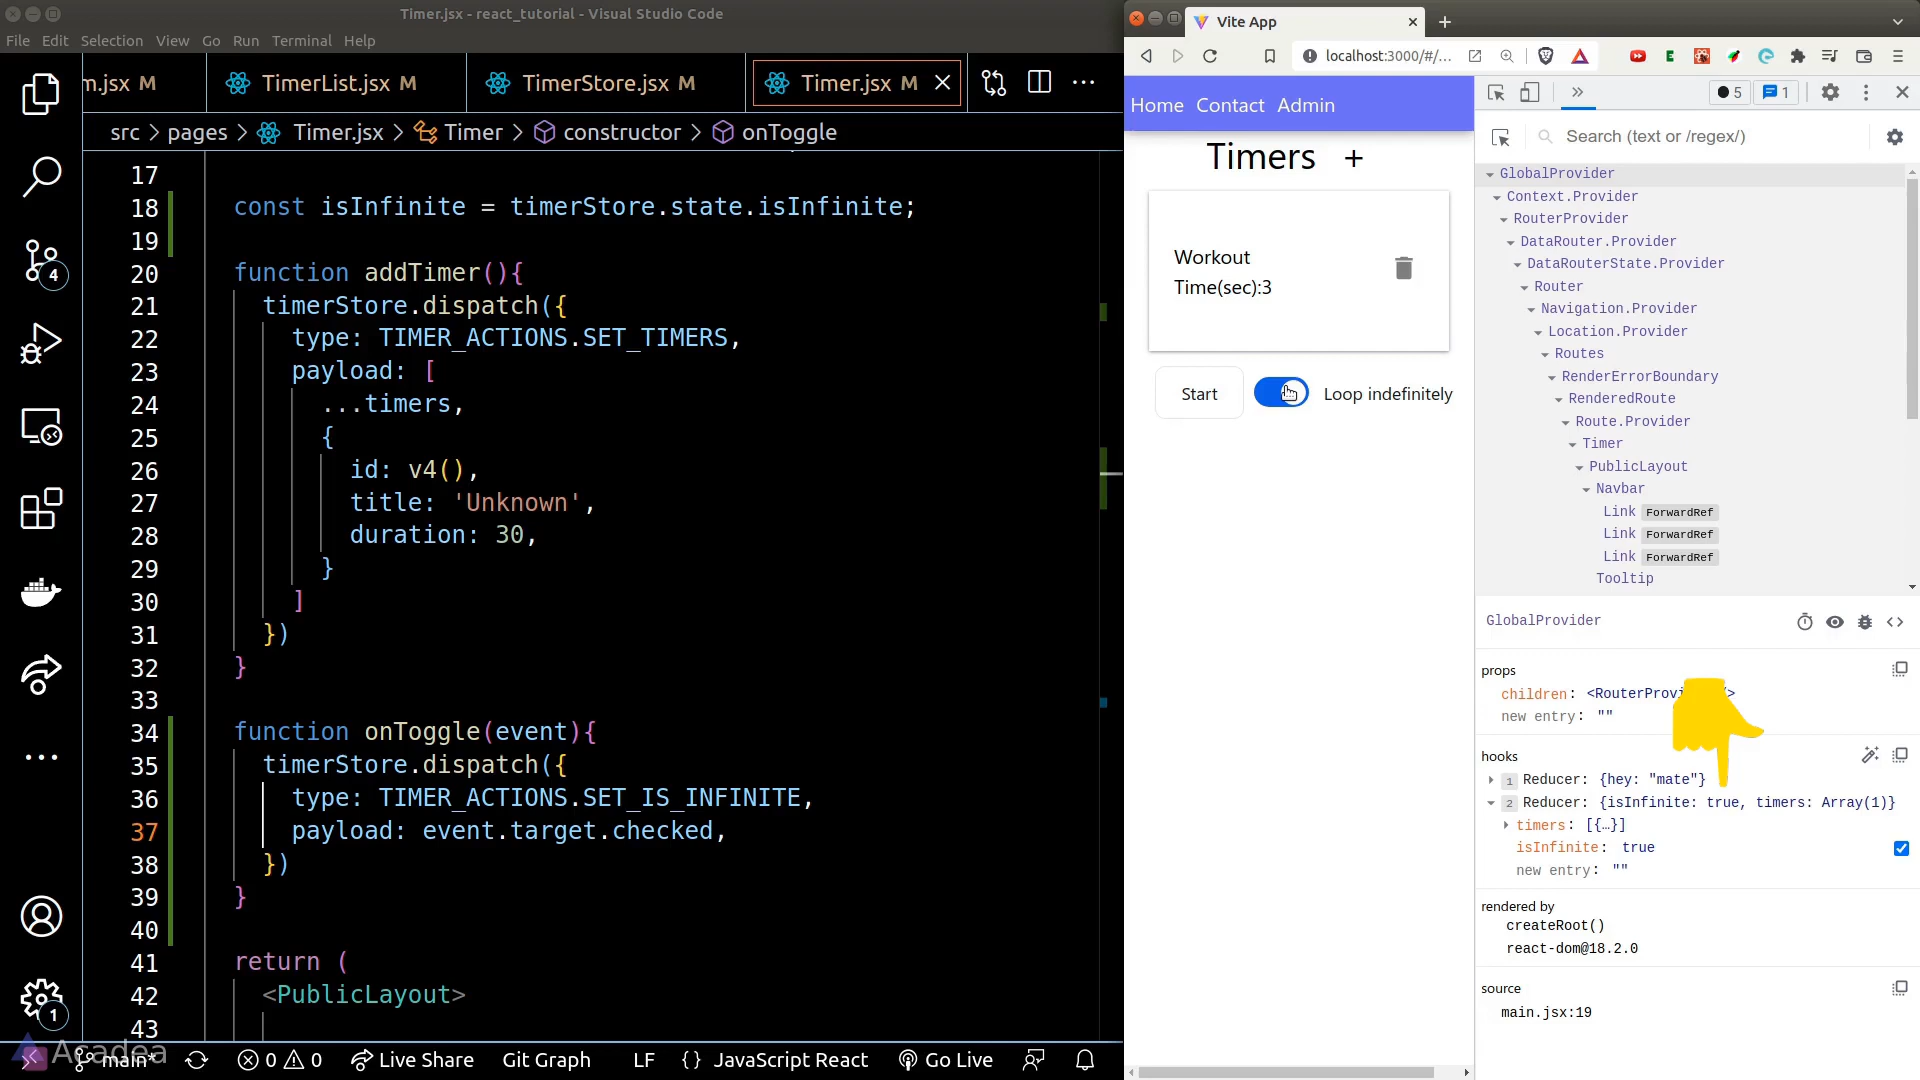 Timer.jsx - react_tutorial - Visual Studio Code
File Edit Selection View Go Run Terminal Help
m.jsx M
TimerList.jsx M
TimerStore.jsx M
Timer.jsx M
src > pages > Timer.jsx > Timer > constructor > onToggle
17
18 const isInfinite = timerStore.state.isInfinite;
19
20 function addTimer(){
21 timerStore.dispatch({
22 type: TIMER_ACTIONS.SET_TIMERS,
23 payload: [
24 ...timers,
25 {
26 id: v4(),
27 title: 'Unknown',
28 duration: 30,
29 }
30 ]
31 })
32 }
33
34 function onToggle(event){
35 timerStore.dispatch({
36 type: TIMER_ACTIONS.SET_IS_INFINITE,
37 payload: event.target.checked,
38 })
39 }
40
41 return (
42 <PublicLayout>
43
4
1
Acadea
main* 0 0 Live Share Git Graph LF {} JavaScript React Go Live
Vite App
localhost:3000/#/...
Home Contact Admin
Timers +
Workout
Time(sec):3
Start
Loop indefinitely
5 1
Search (text or /regex/)
GlobalProvider
Context.Provider
RouterProvider
DataRouter.Provider
DataRouterState.Provider
Router
Navigation.Provider
Location.Provider
Routes
RenderErrorBoundary
RenderedRoute
Route.Provider
Timer
PublicLayout
Navbar
Link ForwardRef
Link ForwardRef
Link ForwardRef
Tooltip
GlobalProvider
props
children: <RouterProvi />
new entry: ""
hooks
1 Reducer: {hey: "mate"}
2 Reducer: {isInfinite: true, timers: Array(1)}
timers: [{…}]
isInfinite: true
new entry: ""
rendered by
createRoot()
react-dom@18.2.0
source
main.jsx:19